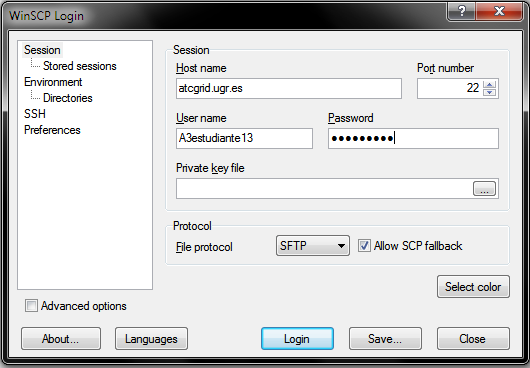 WinSCP Login
Session
Stored sessions
Environment
Directories
SSH
Preferences
Session
Host name
Port number
atcgrid.ugr.es
22
User name
Password
A3estudiante13
●●●●●●●●●
Private key file
...
Protocol
File protocol
SFTP
Allow SCP fallback
Select color
Advanced options
About...
Languages
Login
Save...
Close